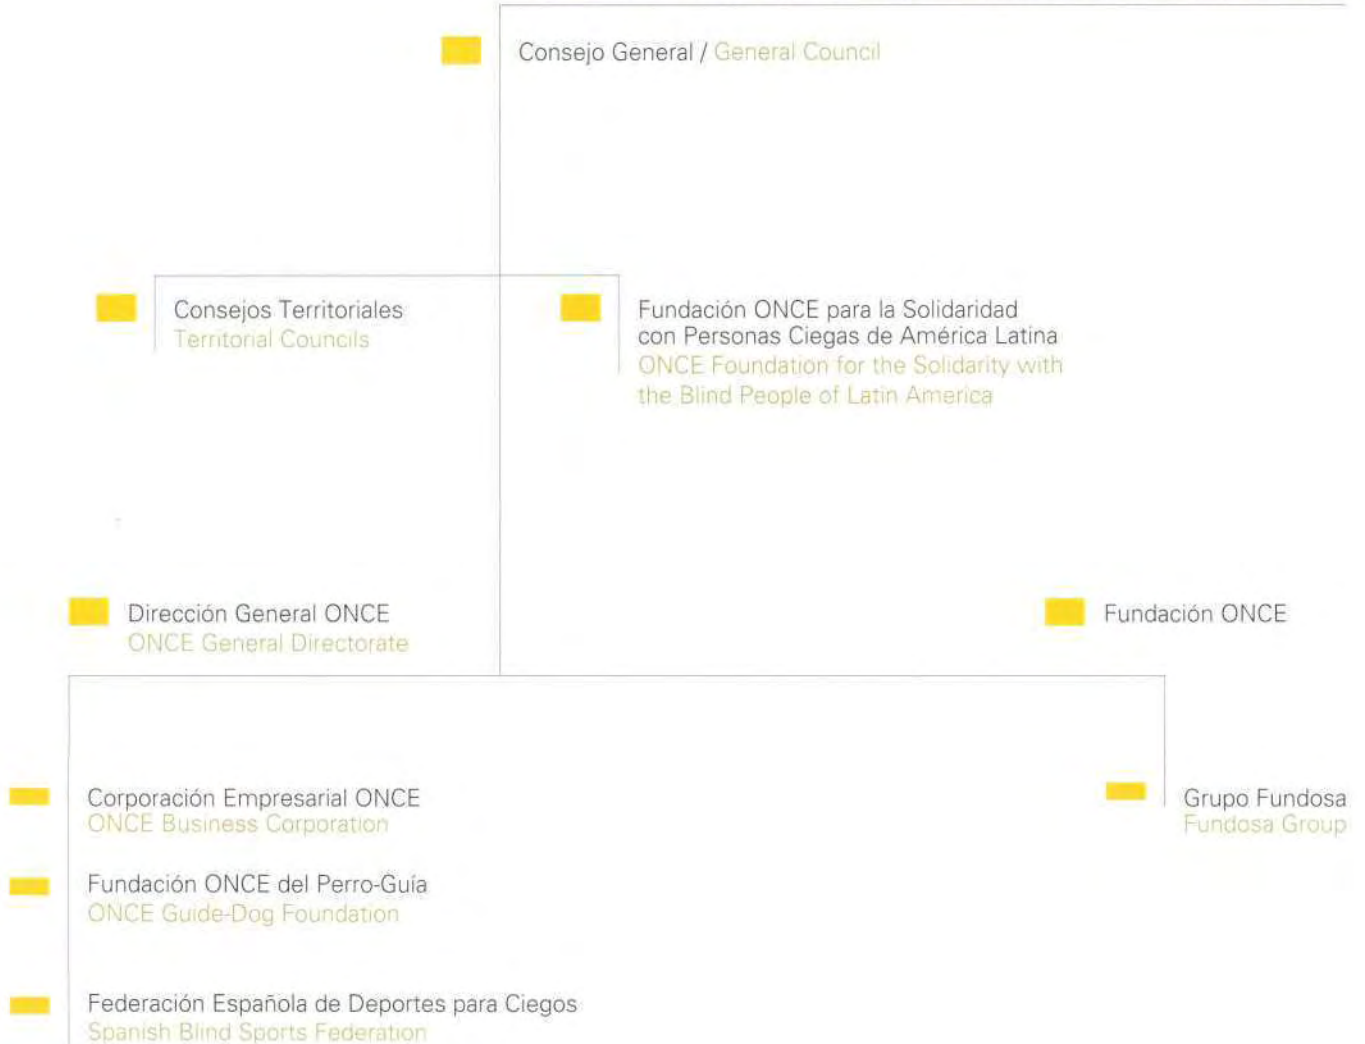 Consejo General / General Council
Consejos Territoriales
Territorial Councils
Fundación ONCE para la Solidaridad
con Personas Ciegas de América Latina
ONCE Foundation for the Solidarity with
the Blind People of Latin America
Dirección General ONCE
ONCE General Directorate
Fundación ONCE
Corporación Empresarial ONCE
ONCE Business Corporation
Grupo Fundosa
Fundosa Group
Fundación ONCE del Perro-Guía
ONCE Guide-Dog Foundation
Federación Española de Deportes para Ciegos
Spanish Blind Sports Federation